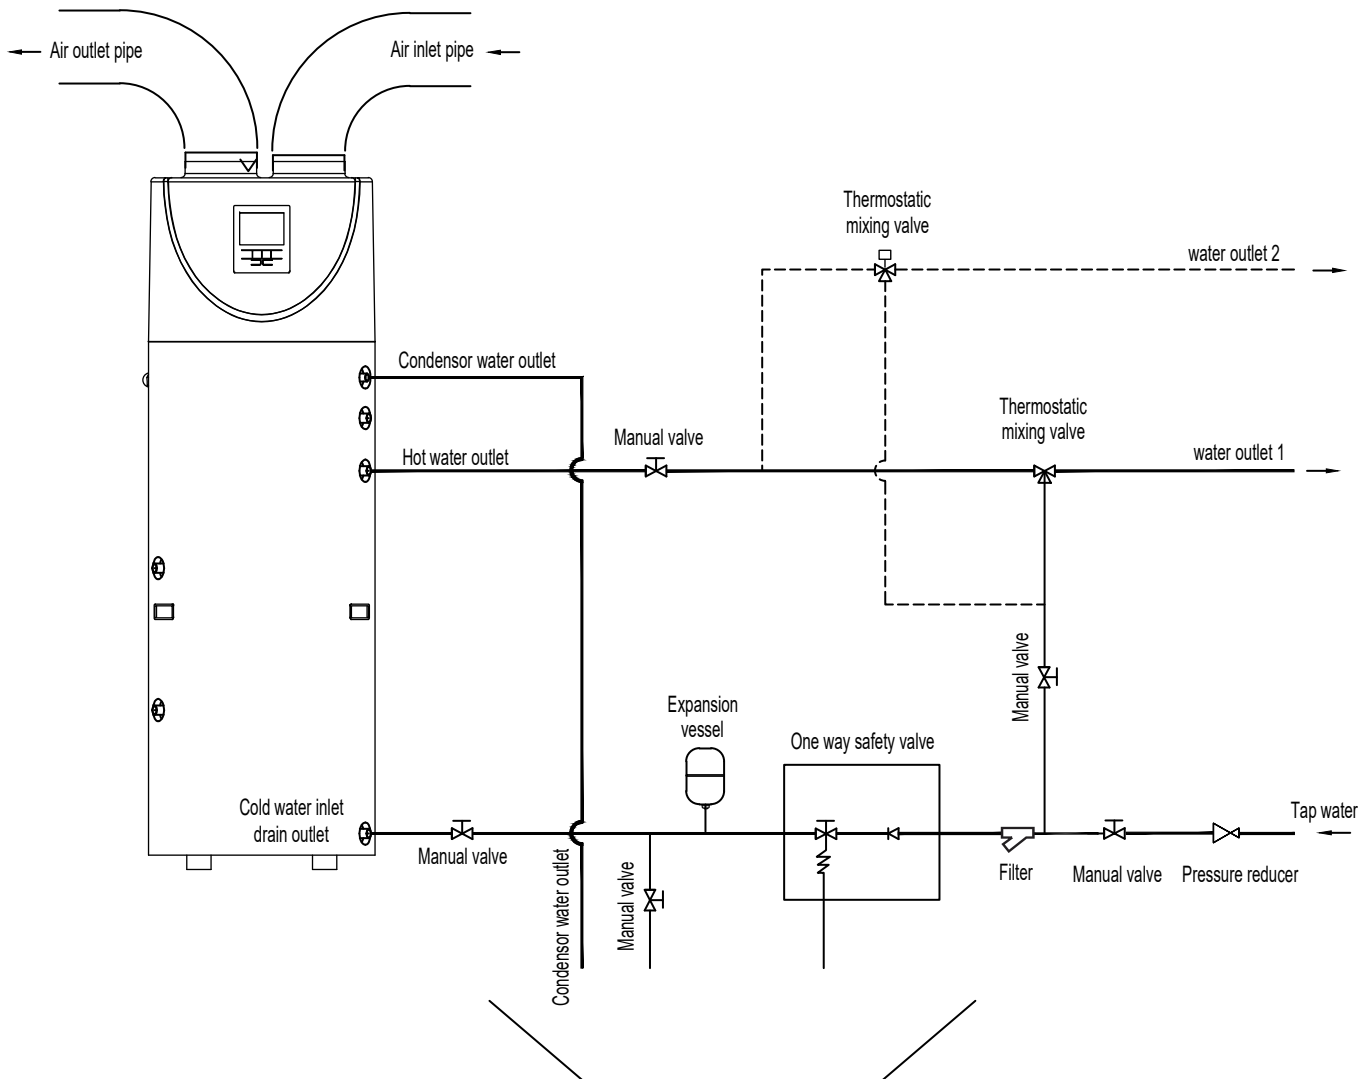 Air outlet pipe
Air inlet pipe
Thermostatic
mixing valve
water outlet 2
Condensor water outlet
Thermostatic
mixing valve
Manual valve
Hot water outlet
water outlet 1
Manual valve
Expansion
vessel
One way safety valve
Cold water inlet
drain outlet
Tap water
Manual valve
Filter
Manual valve
Pressure reducer
Condensor water outlet
Manual valve